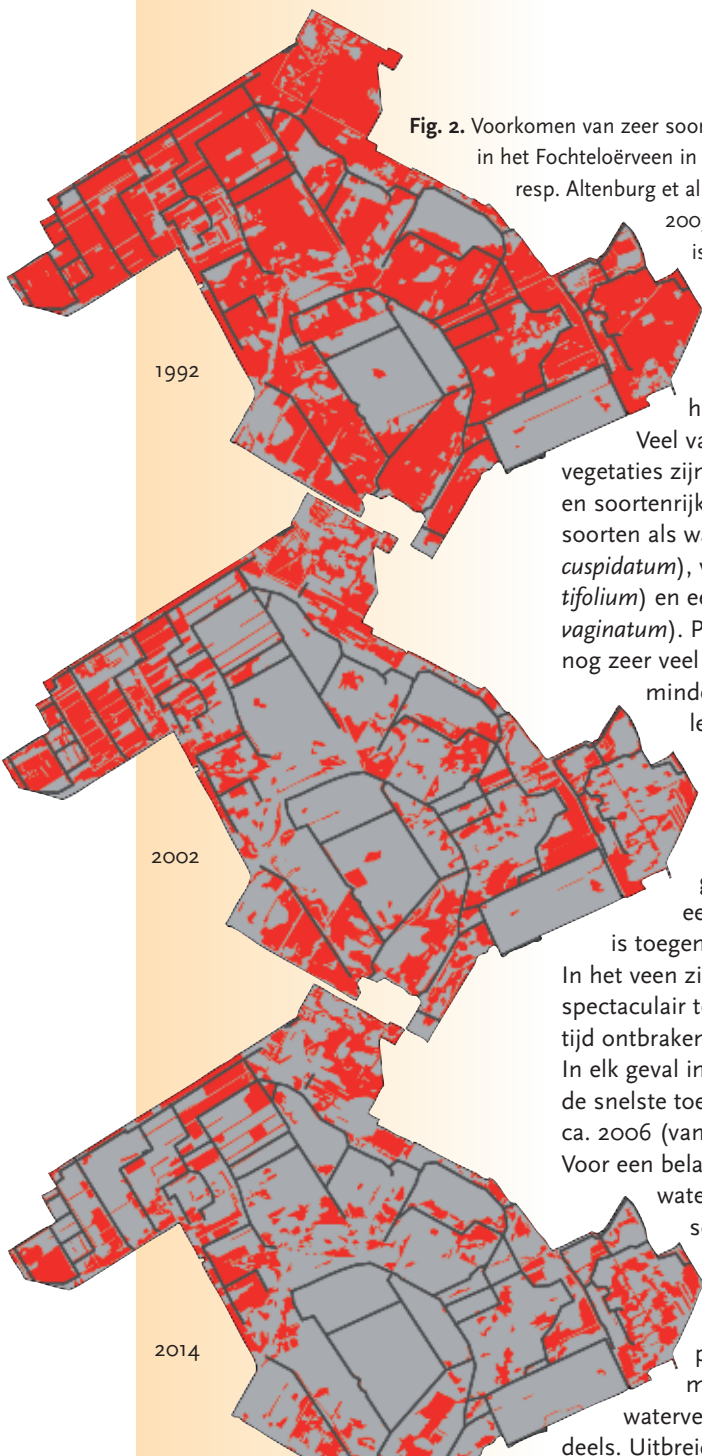 Fig. 2. Voorkomen van zeer soor
in het Fochteloërveen in
resp. Altenburg et al
200
is
1992
h
Veel va
vegetaties zijn
en soortenrijk
soorten als wa
cuspidatum), v
tifolium) en ee
vaginatum). P
nog zeer veel
minde
le
2002
g
ee
is toegen
In het veen zi
spectaculair te
tijd ontbraken
In elk geval in
de snelste toe
ca. 2006 (van
Voor een bela
wate
se
2014
p
m
waterve
deels. Uitbreid